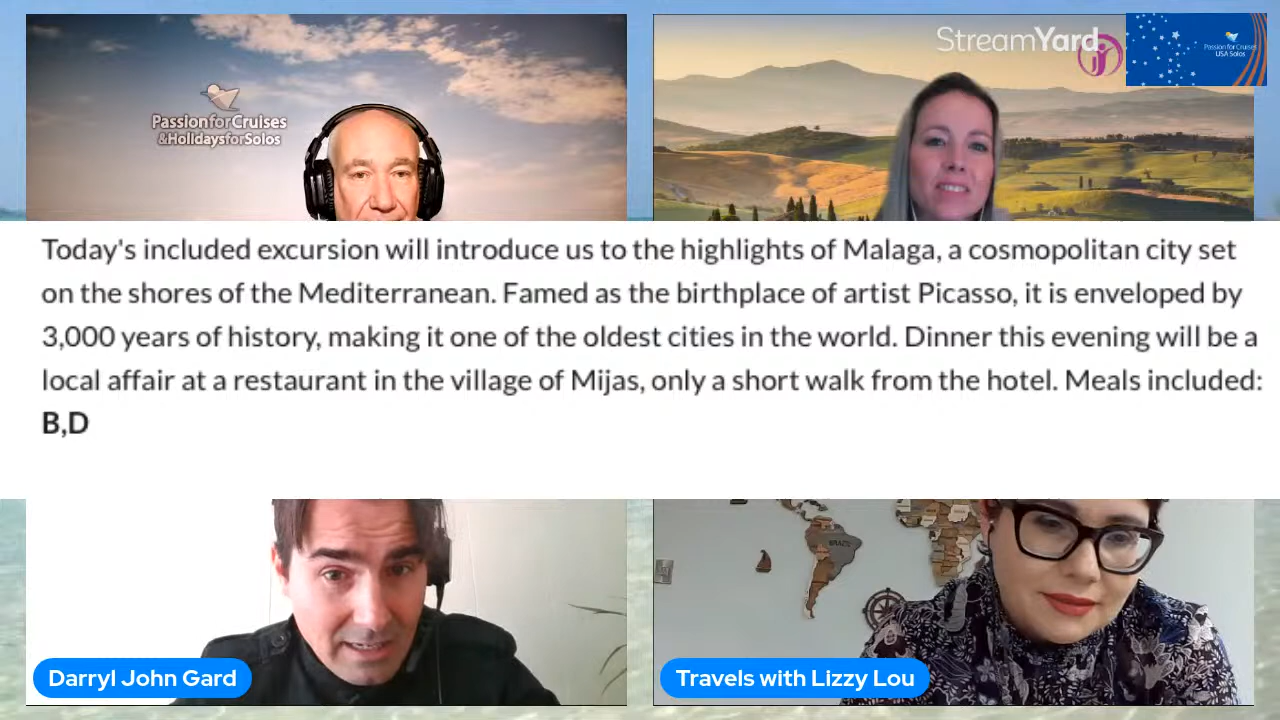 StreamYard
Passion for Cruises
USA Solos
PassionforCruises
&HolidaysforSolos
Today's included excursion will introduce us to the highlights of Malaga, a cosmopolitan city set
on the shores of the Mediterranean. Famed as the birthplace of artist Picasso, it is enveloped by
3,000 years of history, making it one of the oldest cities in the world. Dinner this evening will be a
local affair at a restaurant in the village of Mijas, only a short walk from the hotel. Meals included:
B,D
BRAZIL
Darryl John Gard
Travels with Lizzy Lou